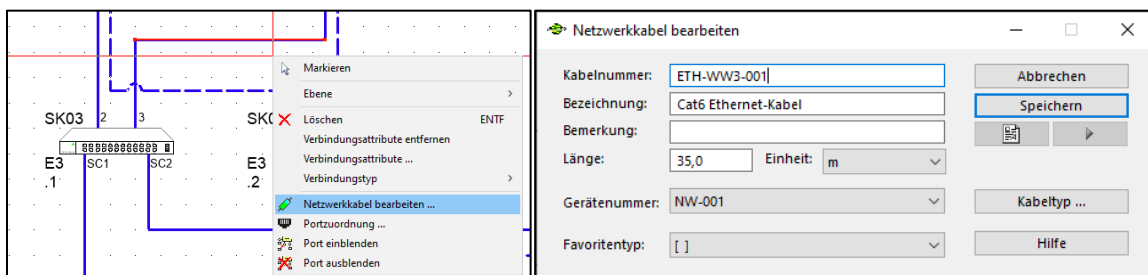 SK03
2
3
SK
E3
.1
SC1
SC2
E3
.2
Markieren
Ebene
Löschen ENTF
Verbindungsattribute entfernen
Verbindungsattribute ...
Verbindungstyp
Netzwerkkabel bearbeiten ...
Portzuordnung ...
Port einblenden
Port ausblenden
Netzwerkkabel bearbeiten
Kabelnummer: ETH-WW3-001 Abbrechen
Bezeichnung: Cat6 Ethernet-Kabel Speichern
Bemerkung:
Länge: 35,0 Einheit: m
Gerätenummer: NW-001 Kabeltyp ...
Favoritentyp: [ ] Hilfe